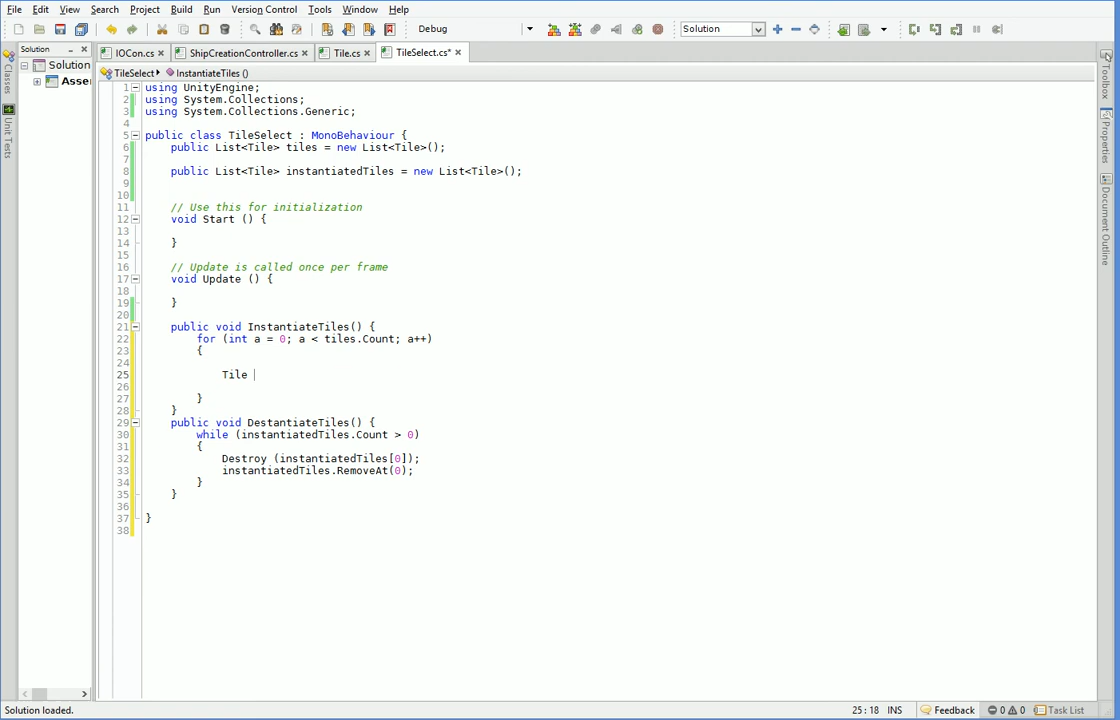 File Edit View Search Project Build Run Version Control Tools Window Help
Debug Solution
Solution IOCon.cs ShipCreationController.cs Tile.cs TileSelect.cs*
Classes
Unit Tests
Solution
Asse
TileSelect InstantiateTiles ()
1 using UnityEngine;
2 using System.Collections;
3 using System.Collections.Generic;
4
5 public class TileSelect : MonoBehaviour {
6 public List<Tile> tiles = new List<Tile>();
7
8 public List<Tile> instantiatedTiles = new List<Tile>();
9
10
11 // Use this for initialization
12 void Start () {
13
14 }
15
16 // Update is called once per frame
17 void Update () {
18
19 }
20
21 public void InstantiateTiles() {
22 for (int a = 0; a < tiles.Count; a++)
23 {
24
25 Tile
26
27 }
28 }
29 public void DestantiateTiles() {
30 while (instantiatedTiles.Count > 0)
31 {
32 Destroy (instantiatedTiles[0]);
33 instantiatedTiles.RemoveAt(0);
34 }
35 }
36
37 }
38
Toolbox
Properties
Document Outline
Solution loaded. 25 : 18 INS Feedback 0 0 Task List